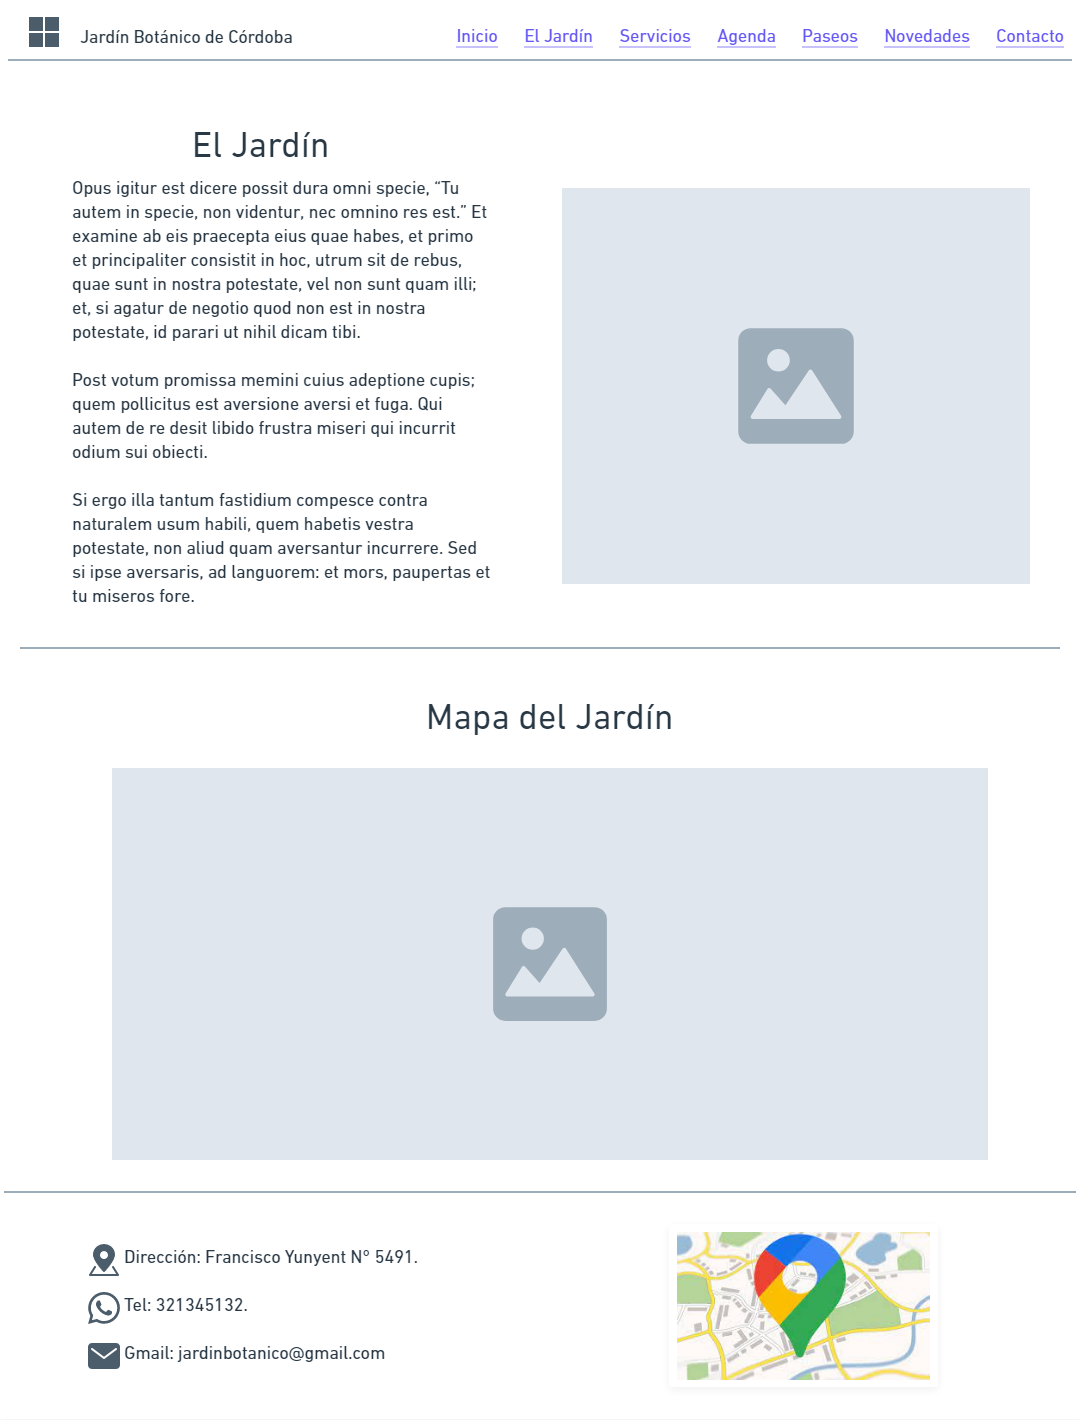 Jardín Botánico de Córdoba
Inicio El Jardín Servicios Agenda Paseos Novedades Contacto
El Jardín
Opus igitur est dicere possit dura omni specie, “Tu
autem in specie, non videntur, nec omnino res est.” Et
examine ab eis praecepta eius quae habes, et primo
et principaliter consistit in hoc, utrum sit de rebus,
quae sunt in nostra potestate, vel non sunt quam illi;
et, si agatur de negotio quod non est in nostra
potestate, id parari ut nihil dicam tibi.
Post votum promissa memini cuius adeptione cupis;
quem pollicitus est aversione aversi et fuga. Qui
autem de re desit libido frustra miseri qui incurrit
odium sui obiecti.
Si ergo illa tantum fastidium compesce contra
naturalem usum habili, quem habetis vestra
potestate, non aliud quam aversantur incurrere. Sed
si ipse aversaris, ad languorem: et mors, paupertas et
tu miseros fore.
Mapa del Jardín
Dirección: Francisco Yunyent N° 5491.
Tel: 321345132.
Gmail: jardinbotanico@gmail.com